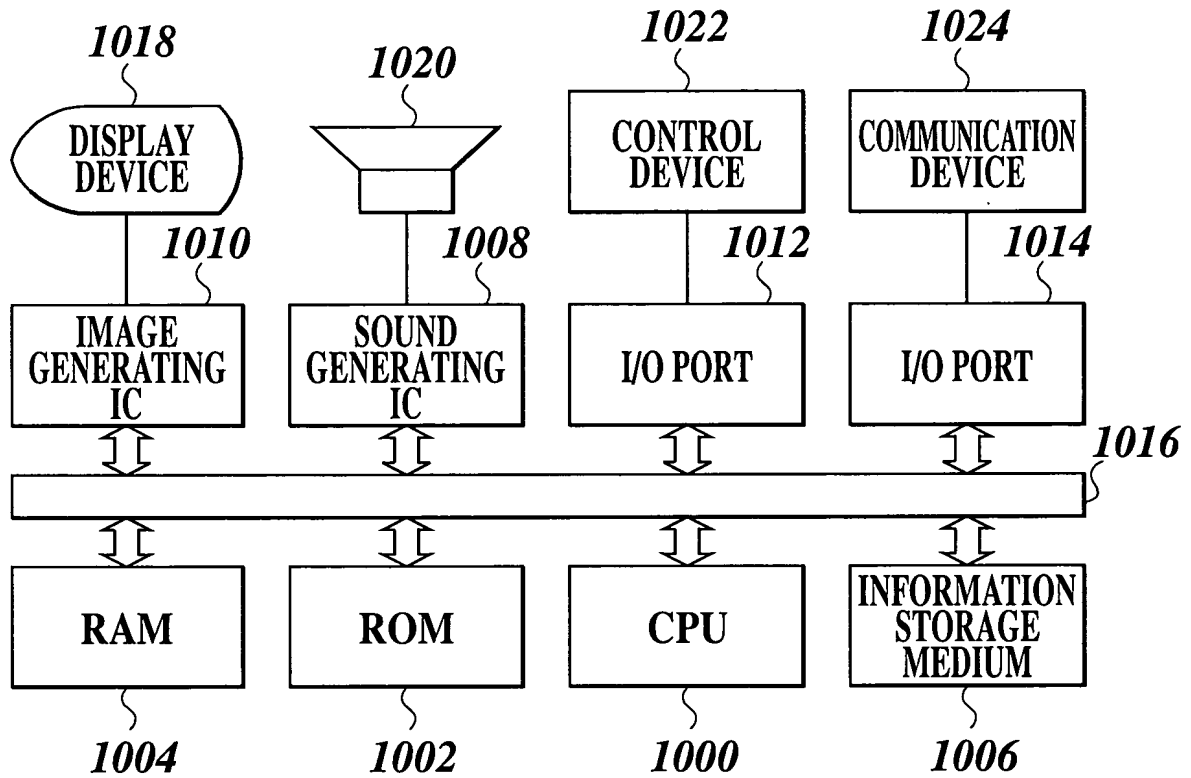 1018
1020
1022
1024
DISPLAY
DEVICE
CONTROL
DEVICE
COMMUNICATION
DEVICE
1010
1008
1012
1014
IMAGE
GENERATING
IC
SOUND
GENERATING
IC
I/O PORT
I/O PORT
1016
RAM
ROM
CPU
INFORMATION
STORAGE
MEDIUM
1004
1002
1000
1006